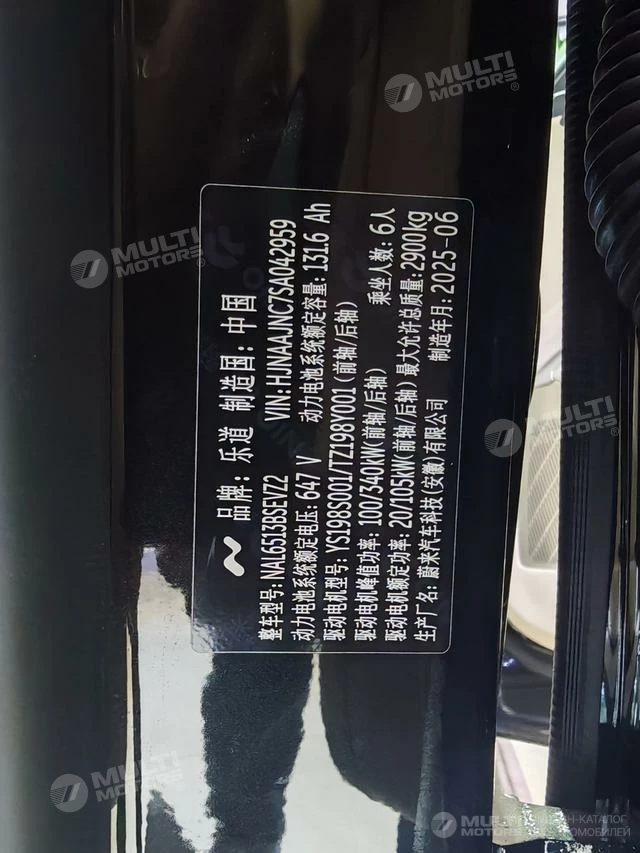 品牌: 乐道 制造国: 中国
整车型号: NAL6513BSEVZ2 VIN: HJNAAJNC7SA042959
动力电池系统额定电压: 647 V 动力电池系统额定容量: 131.6 Ah
驱动电机型号: YS198S001/TZ198Y001 (前轴/后轴)
驱动电机峰值功率: 100/340kW(前轴/后轴) 乘坐人数: 6人
驱动电机额定功率: 20/105kW(前轴/后轴) 最大允许总质量: 2900kg
生产厂名: 蔚来汽车科技(安徽)有限公司 制造年月: 2025-06
MULTI
MOTORS®
MULTI
MOTORS®
MULTI
MOTORS®
MULTI
MOTORS®
MULTI
MOTORS
Н-КАТАЛОГ
ОМОБИЛЕЙ